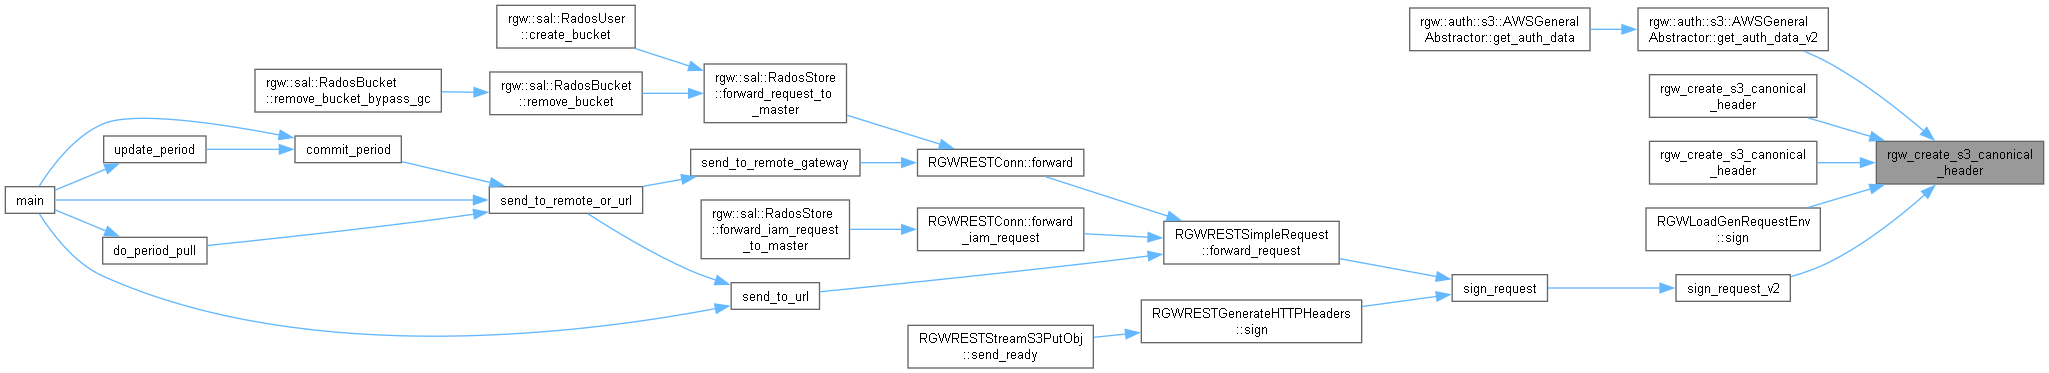 rgw::sal::RadosUser
::create_bucket
rgw::auth::s3::AWSGeneral
Abstractor::get_auth_data
rgw::auth::s3::AWSGeneral
Abstractor::get_auth_data_v2
rgw::sal::RadosBucket
::remove_bucket_bypass_gc
rgw::sal::RadosBucket
::remove_bucket
rgw::sal::RadosStore
::forward_request_to
_master
rgw_create_s3_canonical
_header
update_period
commit_period
send_to_remote_gateway
RGWRESTConn::forward
rgw_create_s3_canonical
_header
rgw_create_s3_canonical
_header
main
send_to_remote_or_url
rgw::sal::RadosStore
::forward_iam_request
_to_master
RGWRESTConn::forward
_iam_request
RGWRESTSimpleRequest
::forward_request
RGWLoadGenRequestEnv
::sign
do_period_pull
send_to_url
sign_request
sign_request_v2
RGWRESTGenerateHTTPHeaders
::sign
RGWRESTStreamS3PutObj
::send_ready